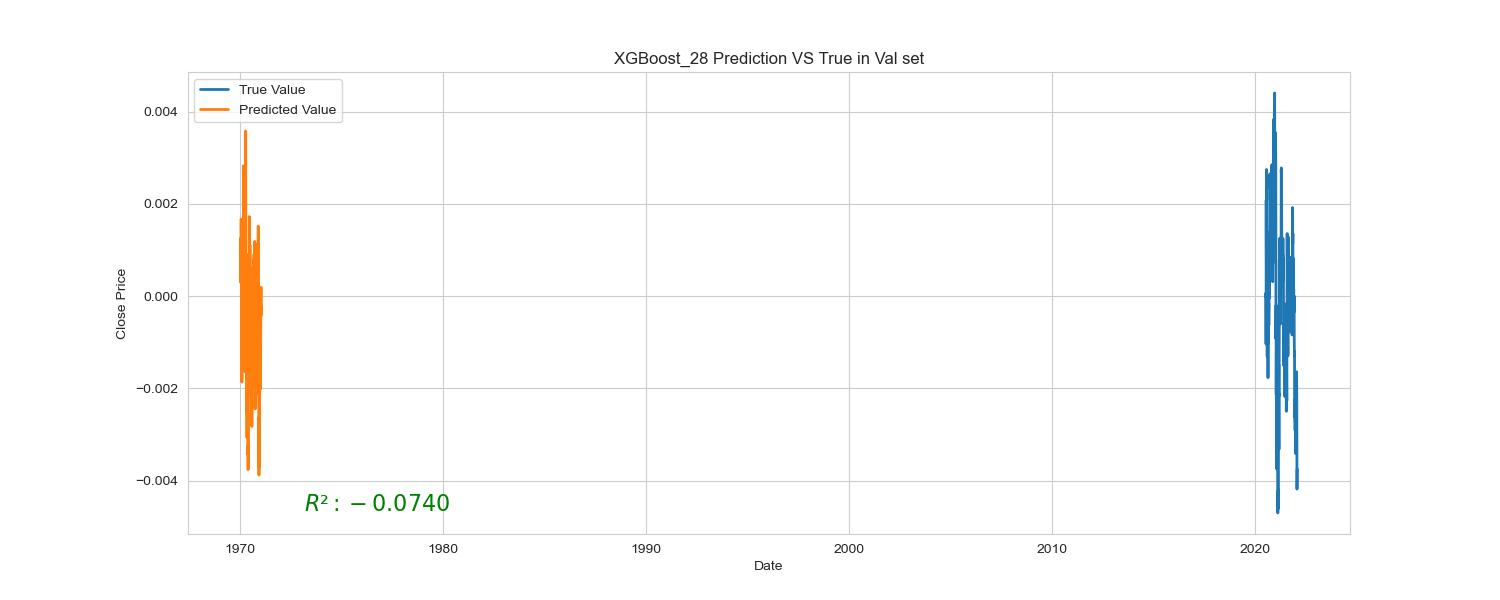 XGBoost_28 Prediction VS True in Val set
True Value
Predicted Value
0.004
0.002
0.000
−0.002
−0.004
Close Price
R²: −0.0740
1970 1980 1990 2000 2010 2020
Date